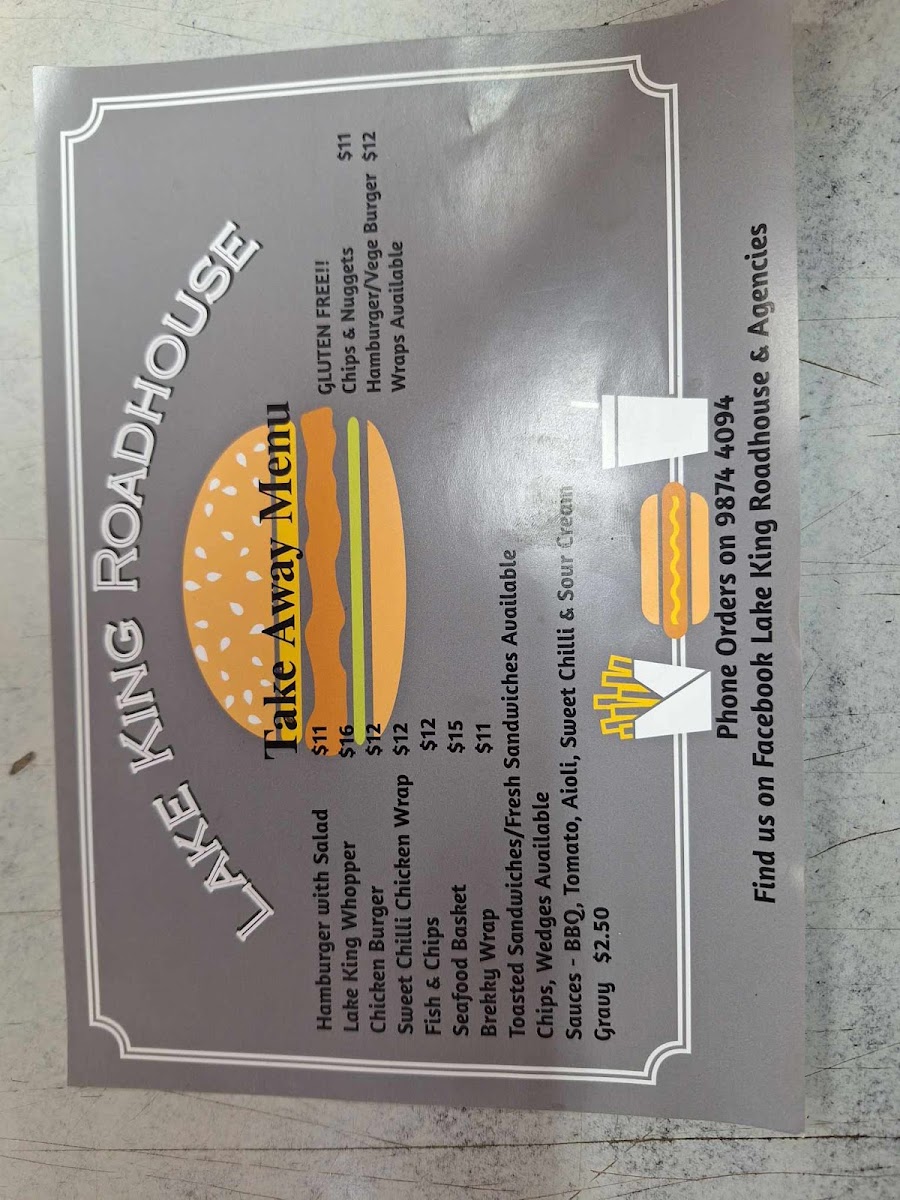 LAKE KING ROADHOUSE
Take Away Menu
Hamburger with Salad $11
Lake King Whopper $16
Chicken Burger $12
Sweet Chilli Chicken Wrap $12
Fish & Chips $12
Seafood Basket $15
Brekky Wrap $11
Toasted Sandwiches/Fresh Sandwiches Available
Chips, Wedges Available
Sauces - BBQ, Tomato, Aioli, Sweet Chilli & Sour Cream
Gravy $2.50
GLUTEN FREE!!
Chips & Nuggets $11
Hamburger/Vege Burger $12
Wraps Available
Phone Orders on 9874 4094
Find us on Facebook Lake King Roadhouse & Agencies